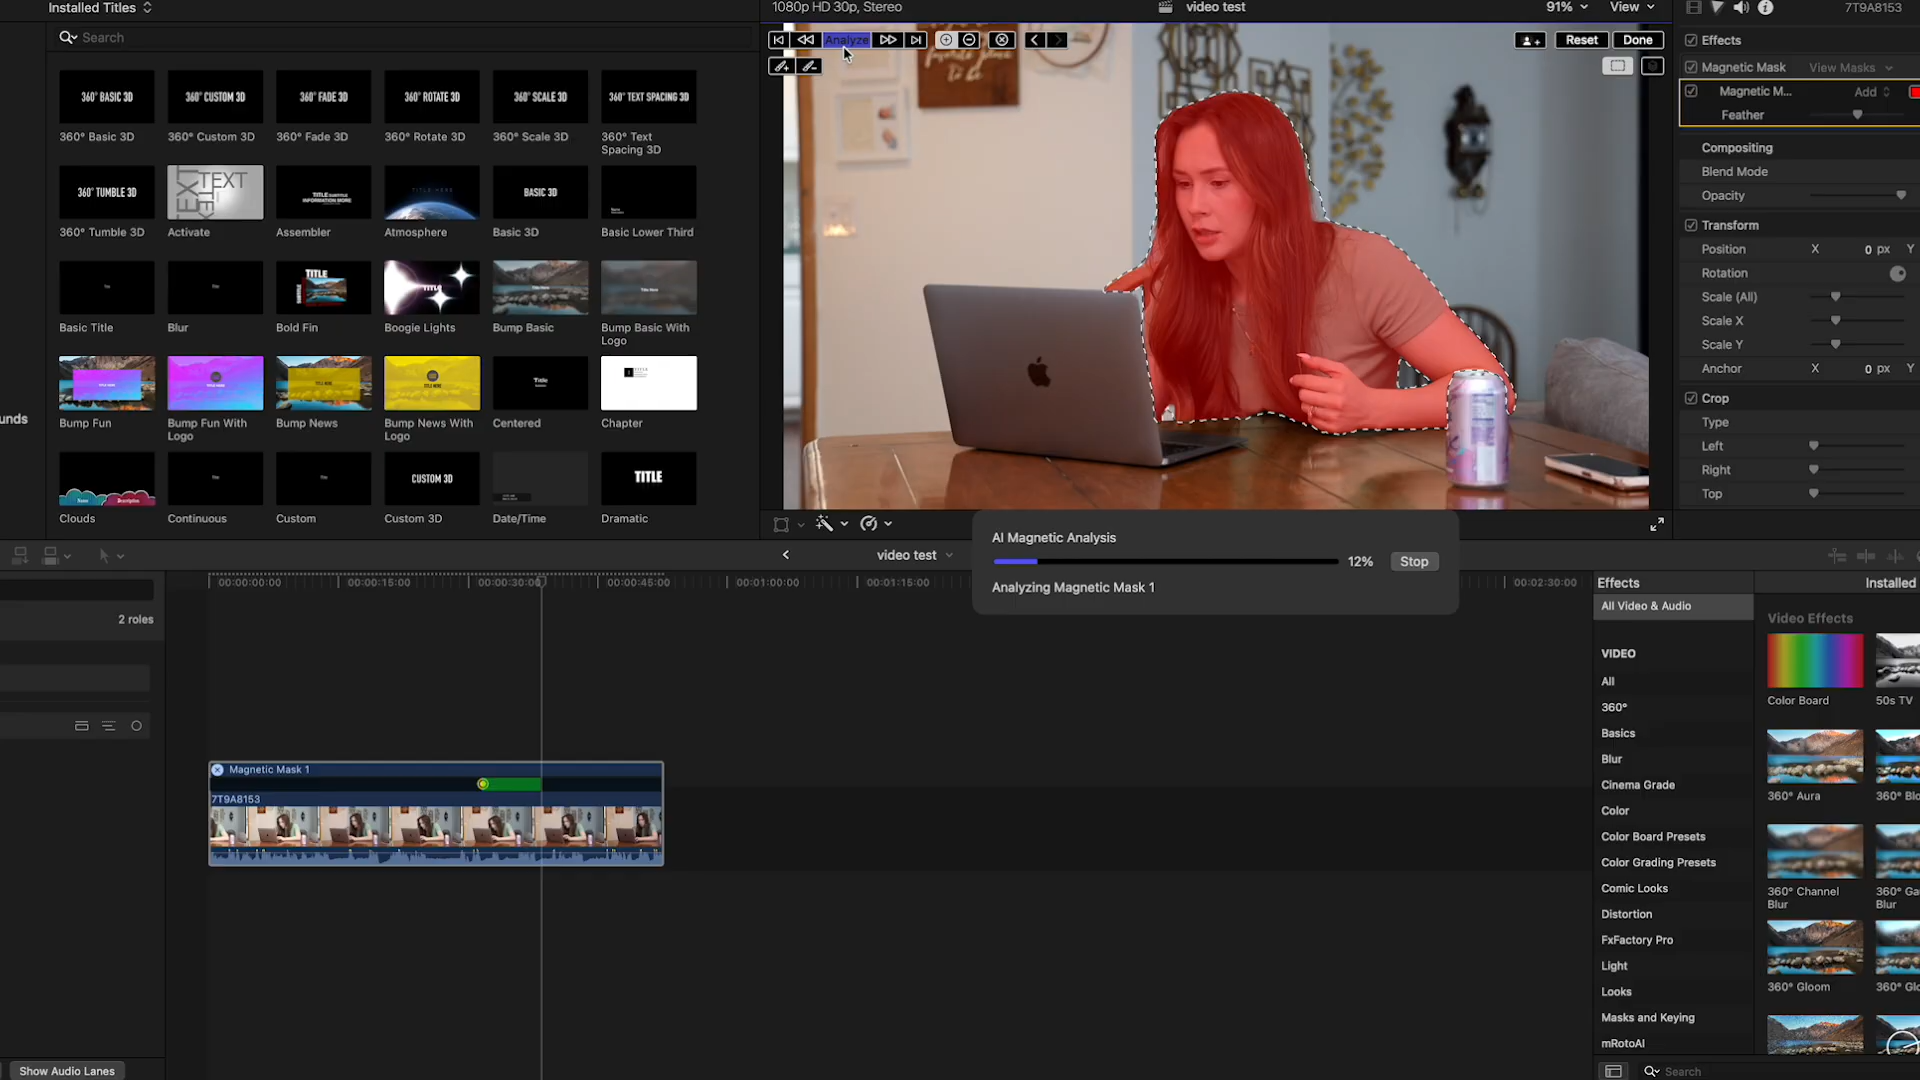 Installed Titles
1080p HD 30p, Stereo
video test
91%
View
7T9A8153
Search
Analyze
Reset
Done
Effects
Magnetic Mask
View Masks
Magnetic M...
Add
Feather
Compositing
Blend Mode
Opacity
Transform
Position
X
0 px
Y
Rotation
Scale (All)
Scale X
Scale Y
Anchor
X
0 px
Y
Crop
Type
Left
Right
Top
360° BASIC 3D
360° CUSTOM 3D
360° FADE 3D
360° ROTATE 3D
360° SCALE 3D
360° TEXT SPACING 3D
360° Basic 3D
360° Custom 3D
360° Fade 3D
360° Rotate 3D
360° Scale 3D
360° Text
Spacing 3D
360° TUMBLE 3D
TEXT
BASIC 3D
360° Tumble 3D
Activate
Assembler
Atmosphere
Basic 3D
Basic Lower Third
TITLE
Basic Title
Blur
Bold Fin
Boogie Lights
Bump Basic
Bump Basic With
Logo
Bump Fun
Bump Fun With
Logo
Bump News
Bump News With
Logo
Centered
Chapter
unds
CUSTOM 3D
TITLE
Clouds
Continuous
Custom
Custom 3D
Date/Time
Dramatic
AI Magnetic Analysis
12%
Stop
Analyzing Magnetic Mask 1
video test
00:00:00:00
00:00:15:00
00:00:30:00
00:00:45:00
00:01:00:00
00:01:15:00
00:02:30:00
2 roles
Magnetic Mask 1
7T9A8153
Show Audio Lanes
Effects
Installed
All Video & Audio
VIDEO
All
360°
Basics
Blur
Cinema Grade
Color
Color Board Presets
Color Grading Presets
Comic Looks
Distortion
FxFactory Pro
Light
Looks
Masks and Keying
mRotoAI
Video Effects
Color Board
50s TV
360° Aura
360° Blo
360° Channel
Blur
360° Ga
Blur
360° Gloom
360° Glo
Search